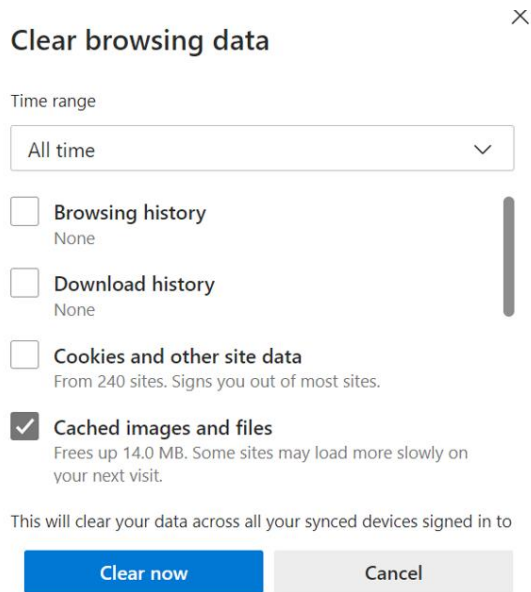 Clear browsing data
Time range
All time
Browsing history
None
Download history
None
Cookies and other site data
From 240 sites. Signs you out of most sites.
Cached images and files
Frees up 14.0 MB. Some sites may load more slowly on
your next visit.
This will clear your data across all your synced devices signed in to
Clear now
Cancel